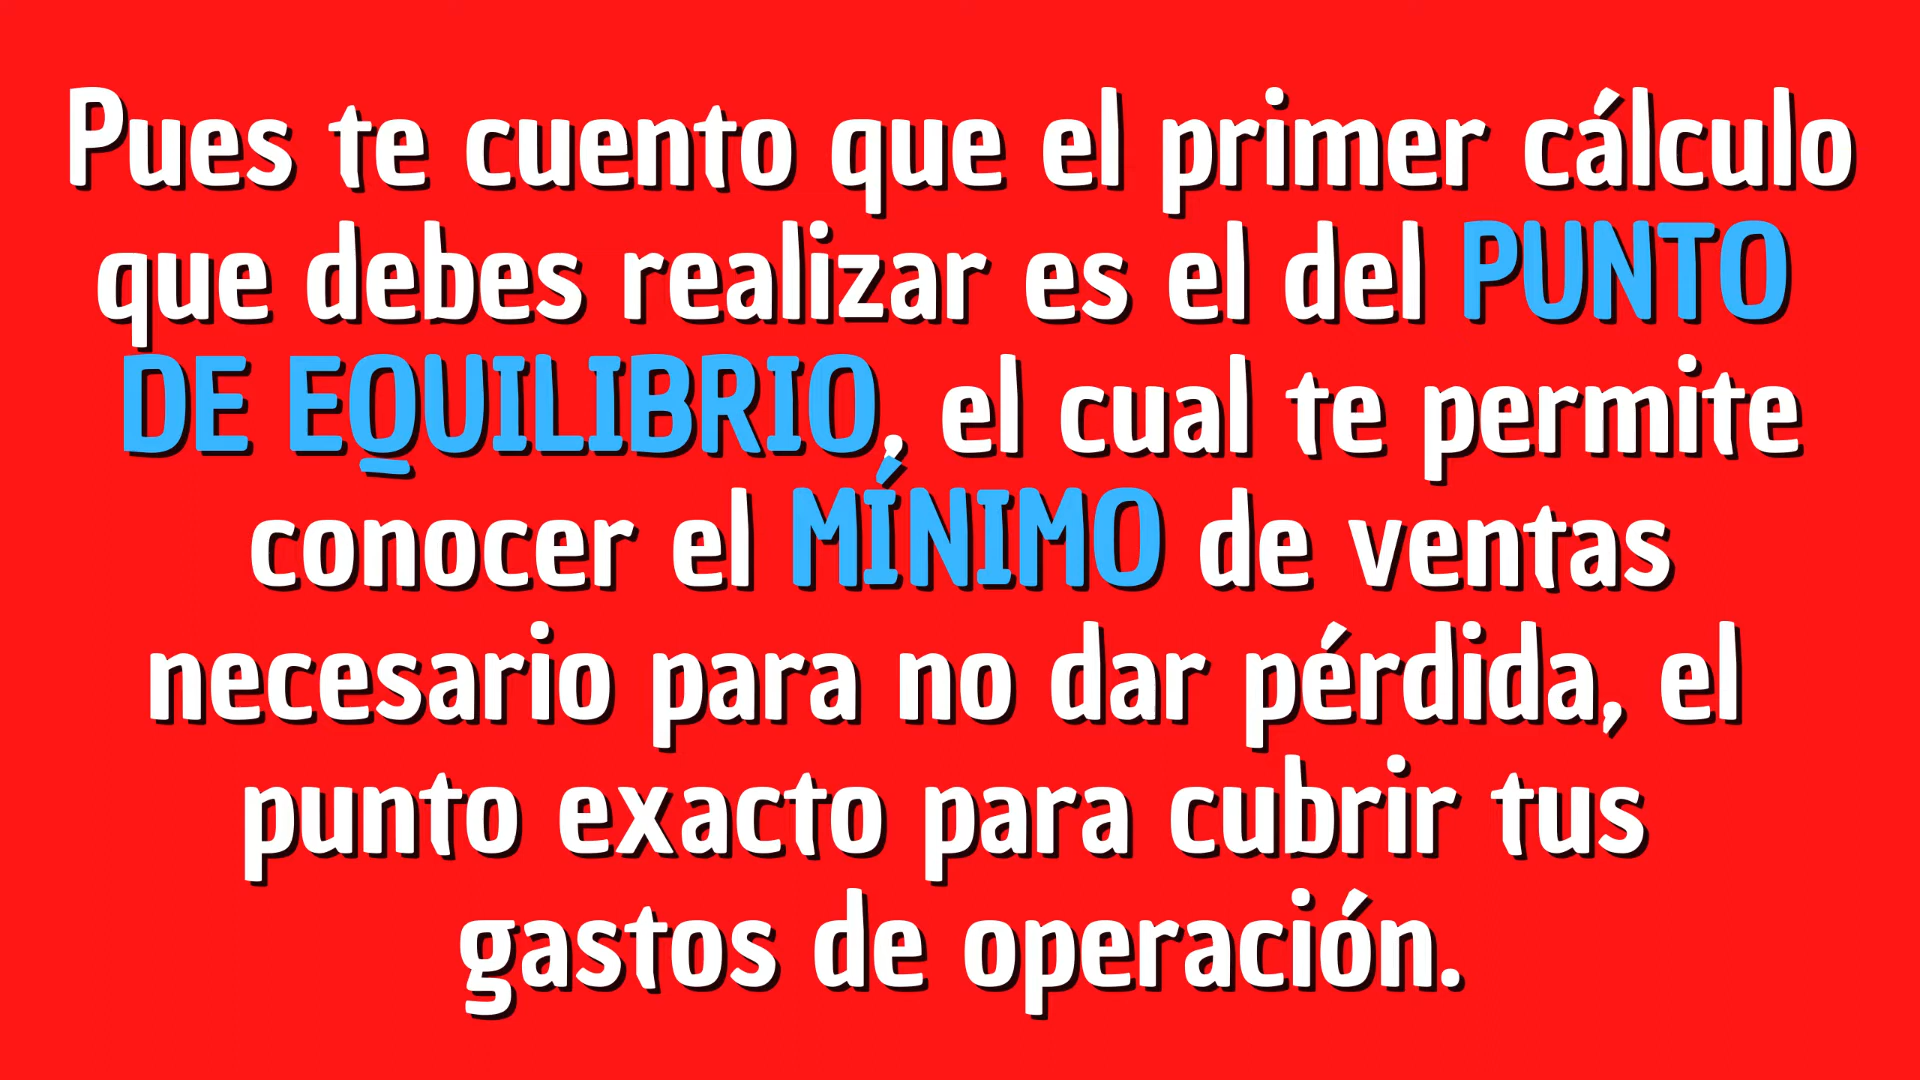 Pues te cuento que el primer cálculo
que debes realizar es el del PUNTO
DE EQUILIBRIO, el cual te permite
conocer el MÍNIMO de ventas
necesario para no dar pérdida, el
punto exacto para cubrir tus
gastos de operación.